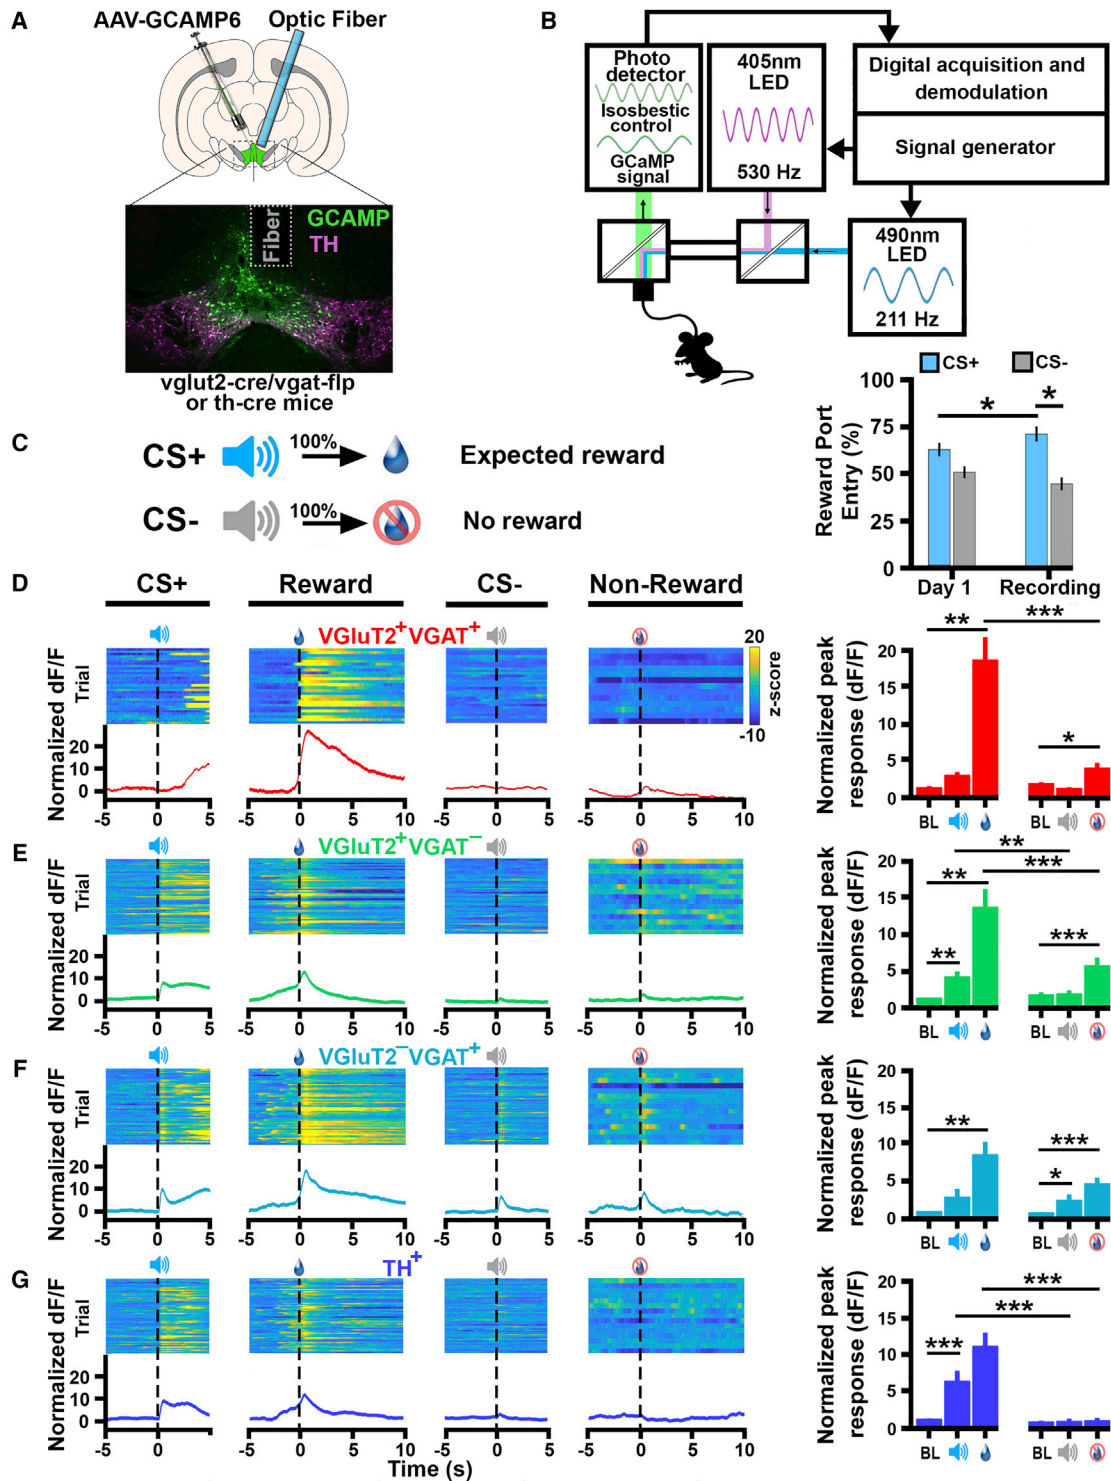 A
AAV-GCAMP6
Optic Fiber
Fiber
GCAMP
TH
vglut2-cre/vgat-flp
or th-cre mice
B
Photo
detector
Isosbestic
control
GCaMP
signal
405nm
LED
530 Hz
Digital acquisition and
demodulation
Signal generator
490nm
LED
211 Hz
CS+
CS-
Reward Port
Entry (%)
100
75
50
25
0
*
*
Day 1
Recording
C
CS+
100%
Expected reward
CS-
100%
No reward
CS+
Reward
CS-
Non-Reward
D
VGluT2+VGAT+
Normalized dF/F
Trial
20
10
0
-5 0 5
-5 0 5 10
-5 0 5
-5 0 5 10
20
z-score
-10
Normalized peak
response (dF/F)
20
15
10
5
0
**
***
*
BL
BL
E
VGluT2+VGAT−
Normalized dF/F
Trial
20
10
0
-5 0 5
-5 0 5 10
-5 0 5
-5 0 5 10
Normalized peak
response (dF/F)
20
15
10
5
0
**
**
***
**
***
BL
BL
F
VGluT2−VGAT+
Normalized dF/F
Trial
20
10
0
-5 0 5
-5 0 5 10
-5 0 5
-5 0 5 10
Normalized peak
response (dF/F)
20
15
10
5
0
**
***
*
BL
BL
G
TH+
Normalized dF/F
Trial
20
10
0
-5 0 5
-5 0 5 10
-5 0 5
-5 0 5 10
Time (s)
Normalized peak
response (dF/F)
20
15
10
5
0
***
***
***
BL
BL